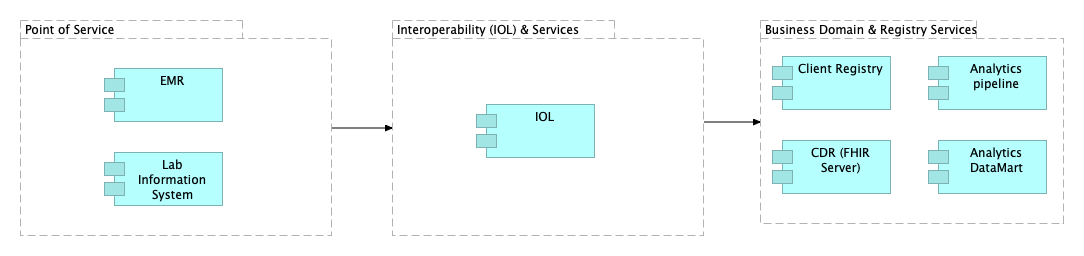 Point of Service
EMR
Lab
Information
System
Interoperability (IOL) & Services
IOL
Business Domain & Registry Services
Client Registry
Analytics
pipeline
CDR (FHIR
Server)
Analytics
DataMart